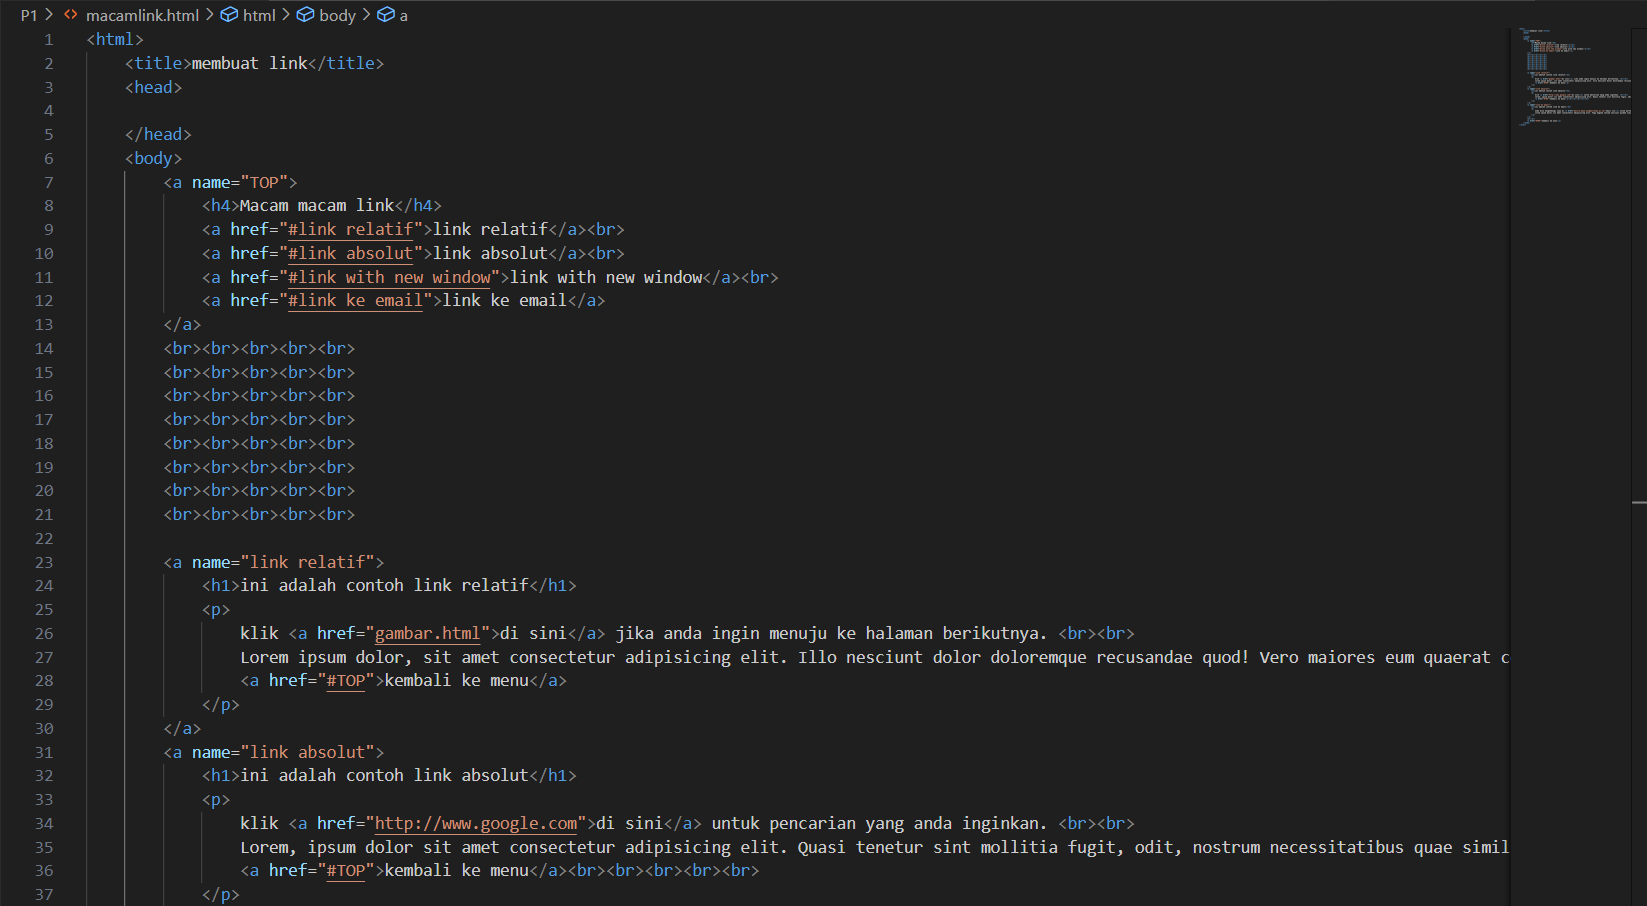 P1 > macamlink.html > html > body > a
1 <html>
2 <title>membuat link</title>
3 <head>
4
5 </head>
6 <body>
7 <a name="TOP">
8 <h4>Macam macam link</h4>
9 <a href="#link relatif">link relatif</a><br>
10 <a href="#link absolut">link absolut</a><br>
11 <a href="#link with new window">link with new window</a><br>
12 <a href="#link ke email">link ke email</a>
13 </a>
14 <br><br><br><br><br>
15 <br><br><br><br><br>
16 <br><br><br><br><br>
17 <br><br><br><br><br>
18 <br><br><br><br><br>
19 <br><br><br><br><br>
20 <br><br><br><br><br>
21 <br><br><br><br><br>
22
23 <a name="link relatif">
24 <h1>ini adalah contoh link relatif</h1>
25 <p>
26 klik <a href="gambar.html">di sini</a> jika anda ingin menuju ke halaman berikutnya. <br><br>
27 Lorem ipsum dolor, sit amet consectetur adipisicing elit. Illo nesciunt dolor doloremque recusandae quod! Vero maiores eum quaerat c
28 <a href="#TOP">kembali ke menu</a>
29 </p>
30 </a>
31 <a name="link absolut">
32 <h1>ini adalah contoh link absolut</h1>
33 <p>
34 klik <a href="http://www.google.com">di sini</a> untuk pencarian yang anda inginkan. <br><br>
35 Lorem, ipsum dolor sit amet consectetur adipisicing elit. Quasi tenetur sint mollitia fugit, odit, nostrum necessitatibus quae simil
36 <a href="#TOP">kembali ke menu</a><br><br><br><br><br>
37 </p>